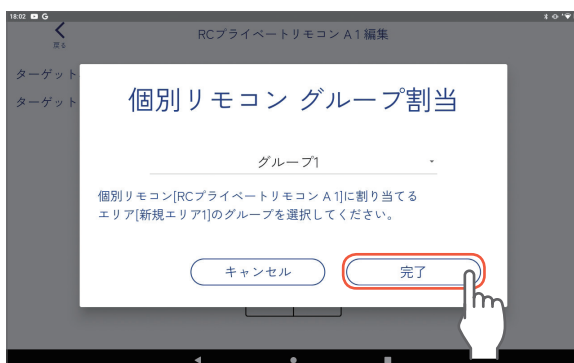 18:02 G
戻る
RCプライベートリモコン A 1 編集
ターゲット
ターゲット
個別リモコン グループ割当
グループ1
個別リモコン[RCプライベートリモコン A 1]に割り当てる
エリア[新規エリア1]のグループを選択してください。
キャンセル
完了